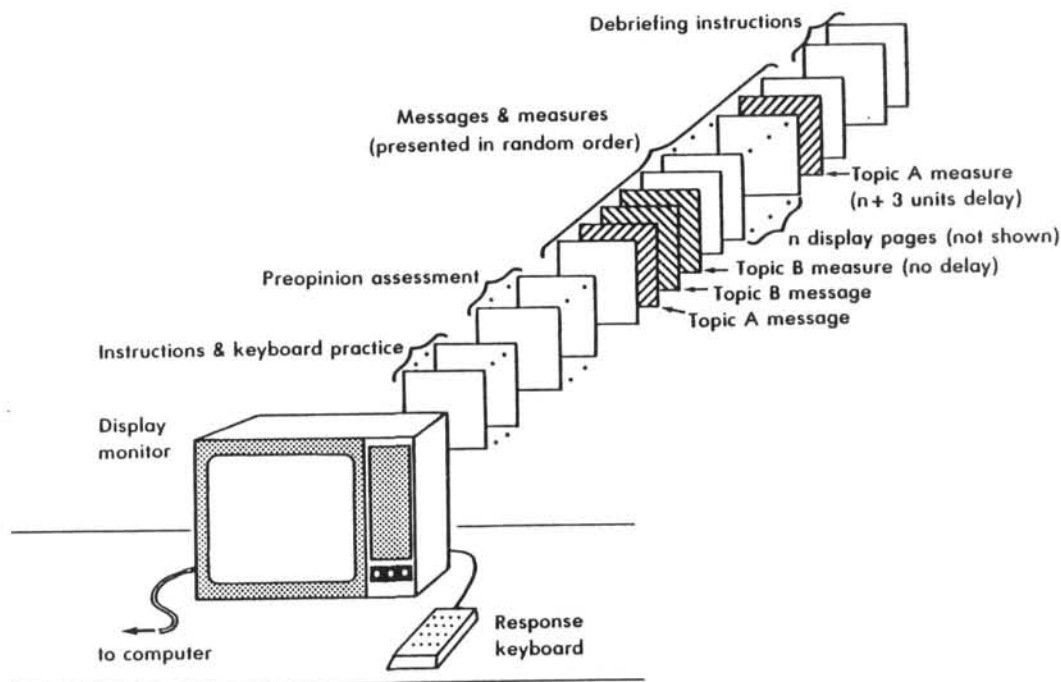 Debriefing instructions
Messages & measures
(presented in random order)
Topic A measure
(n + 3 units delay)
n display pages (not shown)
Topic B measure (no delay)
Topic B message
Topic A message
Preopinion assessment
Instructions & keyboard practice
Display
monitor
to computer
Response
keyboard